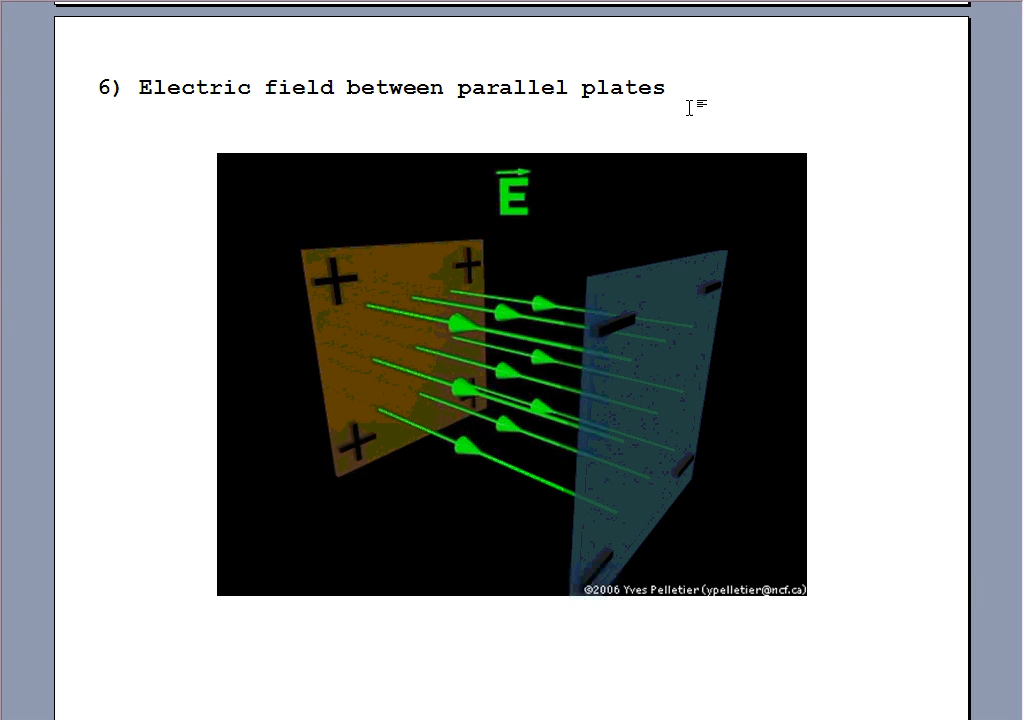 6) Electric field between parallel plates
E
+ +
+ +
- -
- -
©2006 Yves Pelletier (ypelletier@ncf.ca)